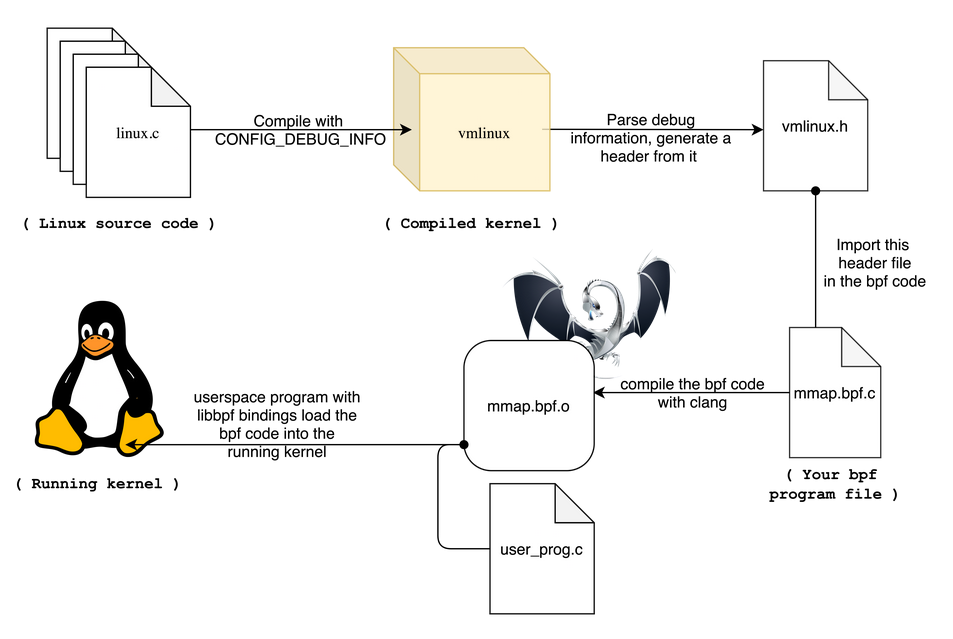 linux.c
Compile with
CONFIG_DEBUG_INFO
vmlinux
Parse debug
information, generate a
header from it
vmlinux.h
( Linux source code )
( Compiled kernel )
Import this
header file
in the bpf code
mmap.bpf.c
compile the bpf code
with clang
mmap.bpf.o
userspace program with
libbpf bindings load the
bpf code into the
running kernel
( Running kernel )
( Your bpf
program file )
user_prog.c